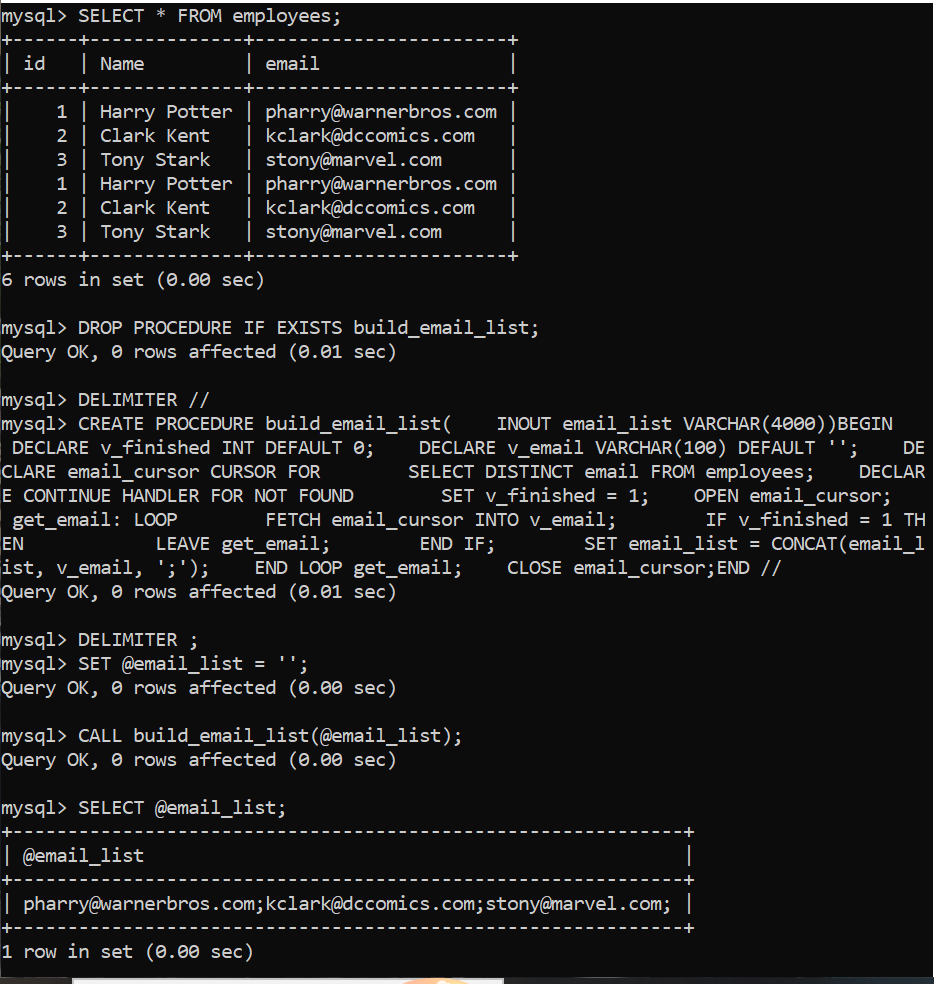 mysql> SELECT * FROM employees;
+------+--------------+-----------------------+
| id   | Name         | email                 |
+------+--------------+-----------------------+
|    1 | Harry Potter | pharry@warnerbros.com |
|    2 | Clark Kent   | kclark@dccomics.com   |
|    3 | Tony Stark   | stony@marvel.com      |
|    1 | Harry Potter | pharry@warnerbros.com |
|    2 | Clark Kent   | kclark@dccomics.com   |
|    3 | Tony Stark   | stony@marvel.com      |
+------+--------------+-----------------------+
6 rows in set (0.00 sec)

mysql> DROP PROCEDURE IF EXISTS build_email_list;
Query OK, 0 rows affected (0.01 sec)

mysql> DELIMITER //
mysql> CREATE PROCEDURE build_email_list(    INOUT email_list VARCHAR(4000))BEGIN
 DECLARE v_finished INT DEFAULT 0;    DECLARE v_email VARCHAR(100) DEFAULT '';    DE
CLARE email_cursor CURSOR FOR        SELECT DISTINCT email FROM employees;    DECLAR
E CONTINUE HANDLER FOR NOT FOUND        SET v_finished = 1;    OPEN email_cursor;
 get_email: LOOP        FETCH email_cursor INTO v_email;        IF v_finished = 1 TH
EN            LEAVE get_email;        END IF;        SET email_list = CONCAT(email_l
ist, v_email, ';');    END LOOP get_email;    CLOSE email_cursor;END //
Query OK, 0 rows affected (0.01 sec)

mysql> DELIMITER ;
mysql> SET @email_list = '';
Query OK, 0 rows affected (0.00 sec)

mysql> CALL build_email_list(@email_list);
Query OK, 0 rows affected (0.00 sec)

mysql> SELECT @email_list;
+-------------------------------------------------------------+
| @email_list                                                 |
+-------------------------------------------------------------+
| pharry@warnerbros.com;kclark@dccomics.com;stony@marvel.com; |
+-------------------------------------------------------------+
1 row in set (0.00 sec)